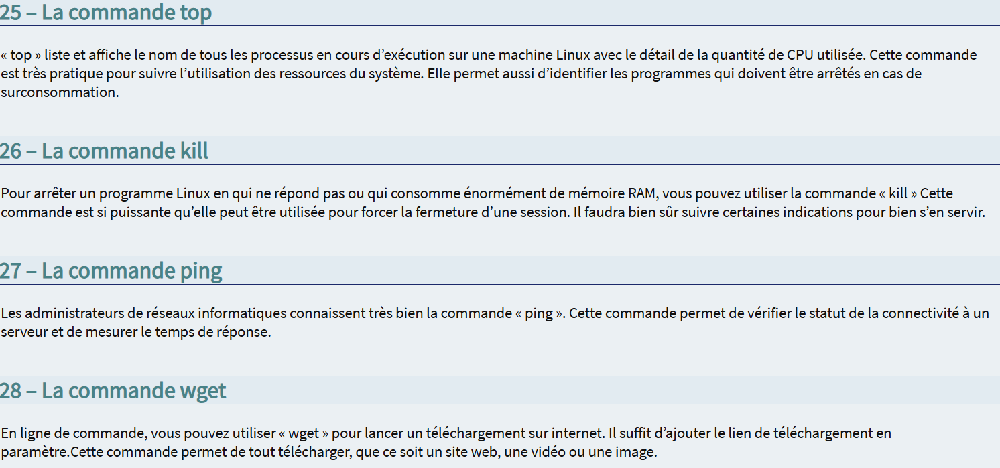 25 – La commande top
« top » liste et affiche le nom de tous les processus en cours d’exécution sur une machine Linux avec le détail de la quantité de CPU utilisée. Cette commande
est très pratique pour suivre l’utilisation des ressources du système. Elle permet aussi d’identifier les programmes qui doivent être arrêtés en cas de
surconsommation.
26 – La commande kill
Pour arrêter un programme Linux en qui ne répond pas ou qui consomme énormément de mémoire RAM, vous pouvez utiliser la commande « kill » Cette
commande est si puissante qu’elle peut être utilisée pour forcer la fermeture d’une session. Il faudra bien sûr suivre certaines indications pour bien s’en servir.
27 – La commande ping
Les administrateurs de réseaux informatiques connaissent très bien la commande « ping ». Cette commande permet de vérifier le statut de la connectivité à un
serveur et de mesurer le temps de réponse.
28 – La commande wget
En ligne de commande, vous pouvez utiliser « wget » pour lancer un téléchargement sur internet. Il suffit d’ajouter le lien de téléchargement en
paramètre.Cette commande permet de tout télécharger, que ce soit un site web, une vidéo ou une image.